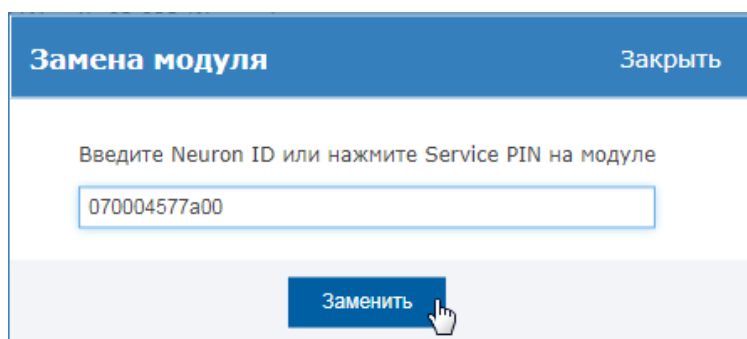 Замена модуля
Закрыть
Введите Neuron ID или нажмите Service PIN на модуле
070004577a00
Заменить